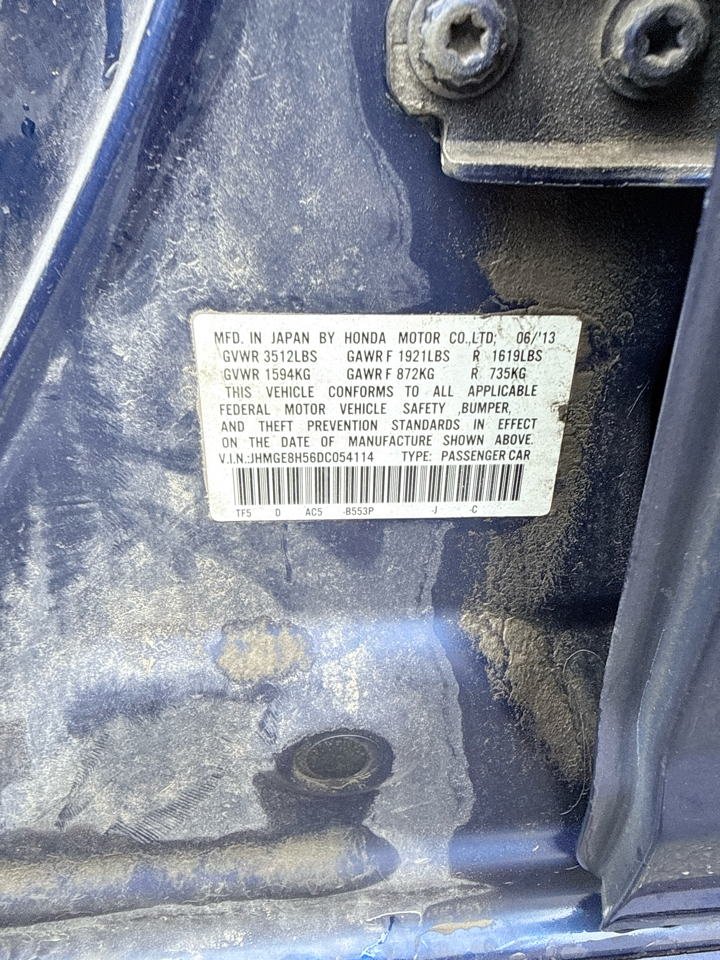 MFD. IN JAPAN BY HONDA MOTOR CO.,LTD; 06/'13
GVWR 3512LBS GAWR F 1921LBS R 1619LBS
GVWR 1594KG GAWR F 872KG R 735KG
THIS VEHICLE CONFORMS TO ALL APPLICABLE
FEDERAL MOTOR VEHICLE SAFETY ,BUMPER,
AND THEFT PREVENTION STANDARDS IN EFFECT
ON THE DATE OF MANUFACTURE SHOWN ABOVE.
V.I.N.:JHMGE8H56DC054114 TYPE: PASSENGER CAR
TF5 D AC5 -B553P -J -C